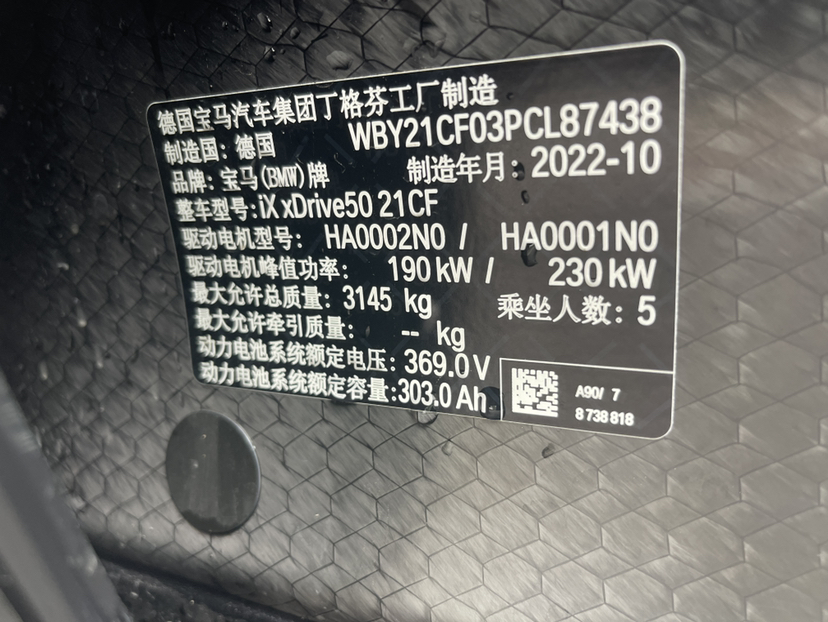 德国宝马汽车集团丁格芬工厂制造
制造国：德国 WBY21CF03PCL87438
品牌：宝马(BMW)牌 制造年月：2022-10
整车型号:iX xDrive50 21CF
驱动电机型号： HA0002N0 / HA0001N0
驱动电机峰值功率： 190 kW / 230 kW
最大允许总质量： 3145 kg 乘坐人数：5
最大允许牵引质量： -- kg
动力电池系统额定电压：369.0 V
动力电池系统额定容量:303.0 Ah
A90/ 7
8 738 818